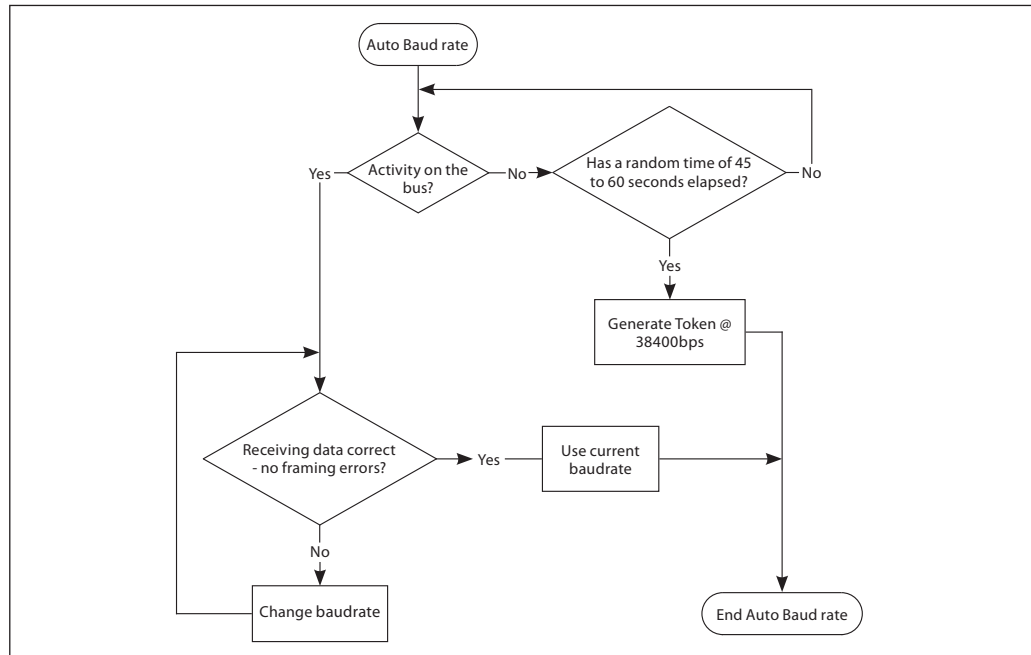 Auto Baud rate
Yes
Activity on the
bus?
No
Has a random time of 45
to 60 seconds elapsed?
No
Yes
Generate Token @
38400bps
Receiving data correct
- no framing errors?
Yes
Use current
baudrate
No
Change baudrate
End Auto Baud rate